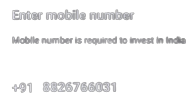 Enter mobile number
Mobile number is required to invest in India
+91 8826766031